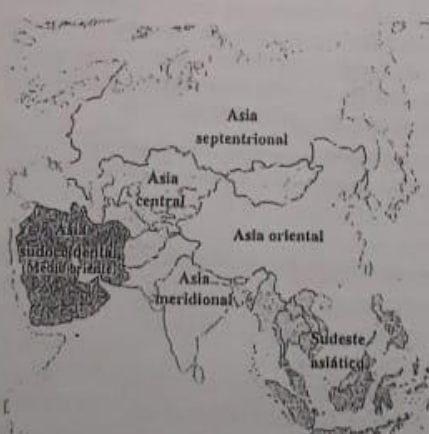 Asia
septentrional
Asia
central
Asia oriental
Asia
sudoccidental
(Medio oriente)
Asia
meridional
Sudeste
asiático